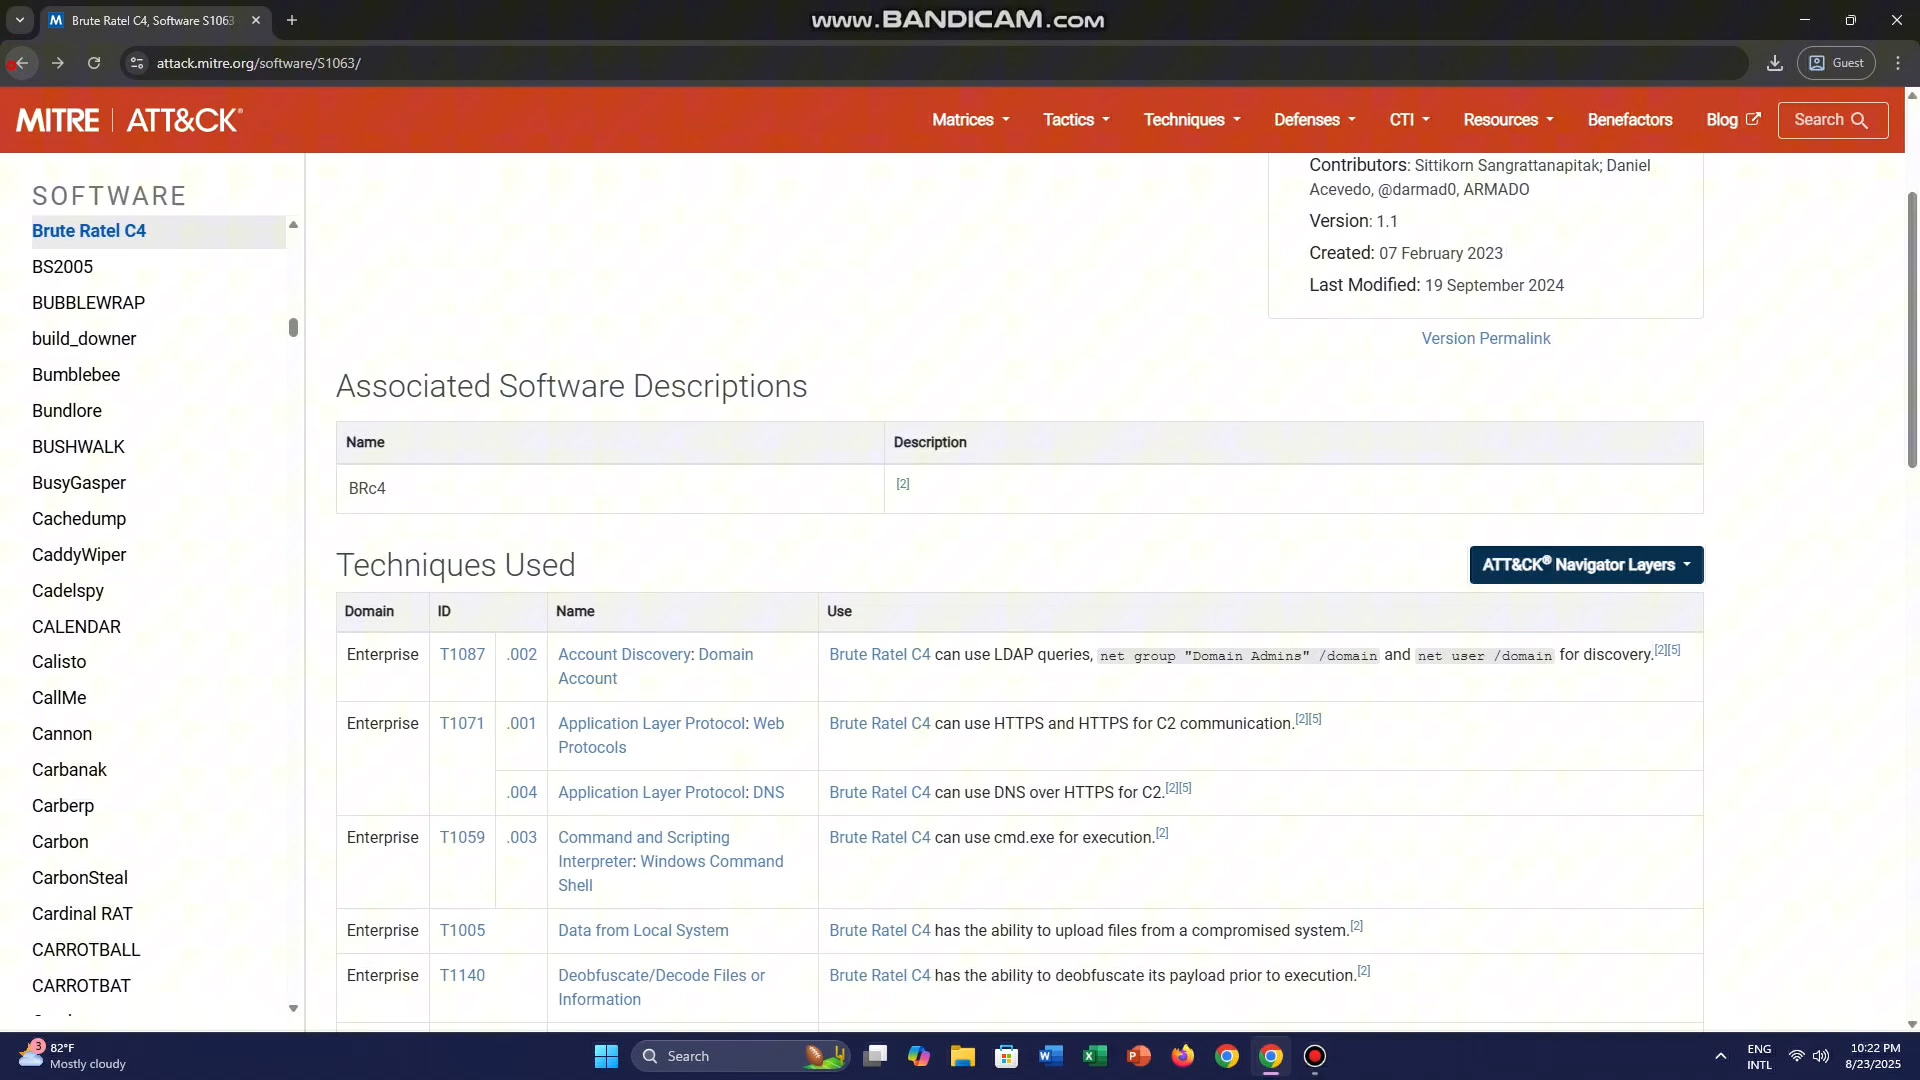 www.BANDICAM.com
Brute Ratel C4, Software S1063
attack.mitre.org/software/S1063/
Guest
MITRE | ATT&CK®
Matrices
Tactics
Techniques
Defenses
CTI
Resources
Benefactors
Blog
Search
SOFTWARE
Brute Ratel C4
BS2005
BUBBLEWRAP
build_downer
Bumblebee
Bundlore
BUSHWALK
BusyGasper
Cachedump
CaddyWiper
Cadelspy
CALENDAR
Calisto
CallMe
Cannon
Carbanak
Carberp
Carbon
CarbonSteal
Cardinal RAT
CARROTBALL
CARROTBAT
Contributors: Sittikorn Sangrattanapitak; Daniel
Acevedo, @darmad0, ARMADO
Version: 1.1
Created: 07 February 2023
Last Modified: 19 September 2024
Version Permalink
Associated Software Descriptions
Name Description
BRc4 [2]
Techniques Used
ATT&CK® Navigator Layers
Domain ID Name Use
Enterprise T1087 .002 Account Discovery: Domain
Account
Brute Ratel C4 can use LDAP queries, net group "Domain Admins" /domain and net user /domain for discovery.[2][5]
Enterprise T1071 .001 Application Layer Protocol: Web
Protocols
Brute Ratel C4 can use HTTPS and HTTPS for C2 communication.[2][5]
.004 Application Layer Protocol: DNS Brute Ratel C4 can use DNS over HTTPS for C2.[2][5]
Enterprise T1059 .003 Command and Scripting
Interpreter: Windows Command
Shell
Brute Ratel C4 can use cmd.exe for execution.[2]
Enterprise T1005 Data from Local System Brute Ratel C4 has the ability to upload files from a compromised system.[2]
Enterprise T1140 Deobfuscate/Decode Files or
Information
Brute Ratel C4 has the ability to deobfuscate its payload prior to execution.[2]
3
82°F
Mostly cloudy
Search
ENG
INTL
10:22 PM
8/23/2025